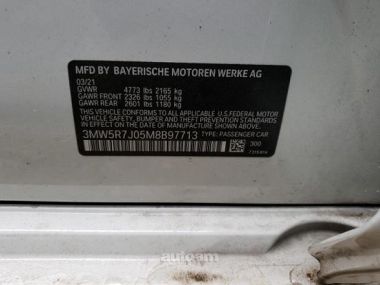 MFD BY BAYERISCHE MOTOREN WERKE AG
03/21
GVWR 4773 lbs 2165 kg
GAWR FRONT 2326 lbs 1055 kg
GAWR REAR 2601 lbs 1180 kg
THIS VEHICLE CONFORMS TO ALL APPLICABLE U.S. FEDERAL MOTOR
VEHICLE SAFETY, BUMPER AND THEFT PREVENTION STANDARDS
IN EFFECT ON THE DATE OF MANUFACTURE SHOWN ABOVE.
3MW5R7J05M8B97713 TYPE: PASSENGER CAR
300
autoam